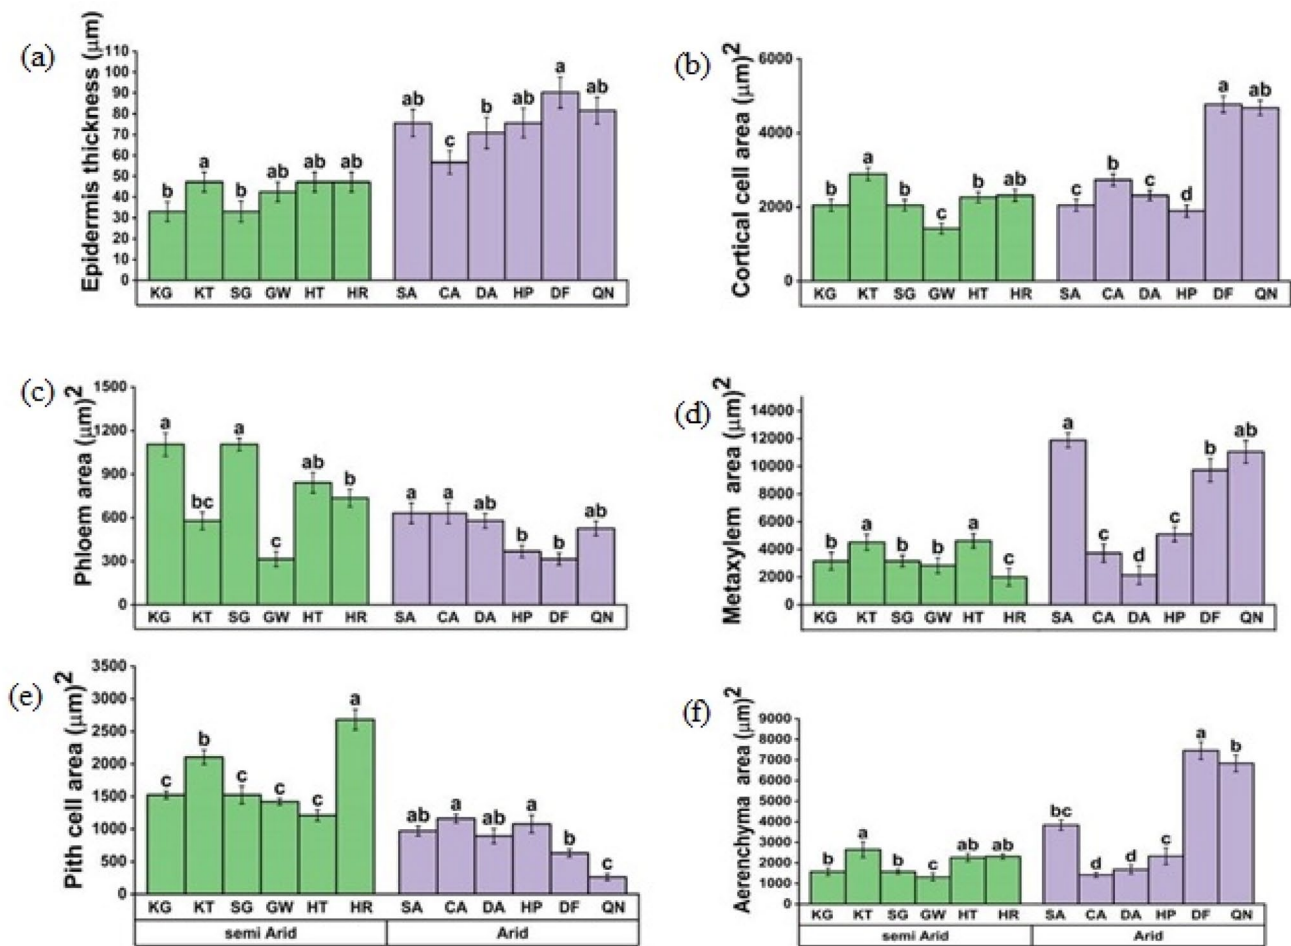 (a)
Epidermis thickness (μm)
110
100
90
80
70
60
50
40
30
20
10
0
b a b ab ab ab ab c b ab a ab
KG KT SG GW HT HR SA CA DA HP DF QN
(b)
Cortical cell area (μm)2
6000
4000
2000
0
b a b c b ab c b c d a ab
KG KT SG GW HT HR SA CA DA HP DF QN
(c)
Phloem area (μm)2
1500
1200
900
600
300
0
a bc a c ab b a a ab b b ab
KG KT SG GW HT HR SA CA DA HP DF QN
(d)
Metaxylem area (μm)2
14000
12000
10000
8000
6000
4000
2000
0
b a b b a c a c d c b ab
KG KT SG GW HT HR SA CA DA HP DF QN
(e)
Pith cell area (μm)2
3500
3000
2500
2000
1500
1000
500
0
c b c c c a ab a ab a b c
KG KT SG GW HT HR SA CA DA HP DF QN
semi Arid Arid
(f)
Aerenchyma area (μm)2
9000
8000
7000
6000
5000
4000
3000
2000
1000
0
b a b c ab ab bc d d c a b
KG KT SG GW HT HR SA CA DA HP DF QN
semi Arid Arid